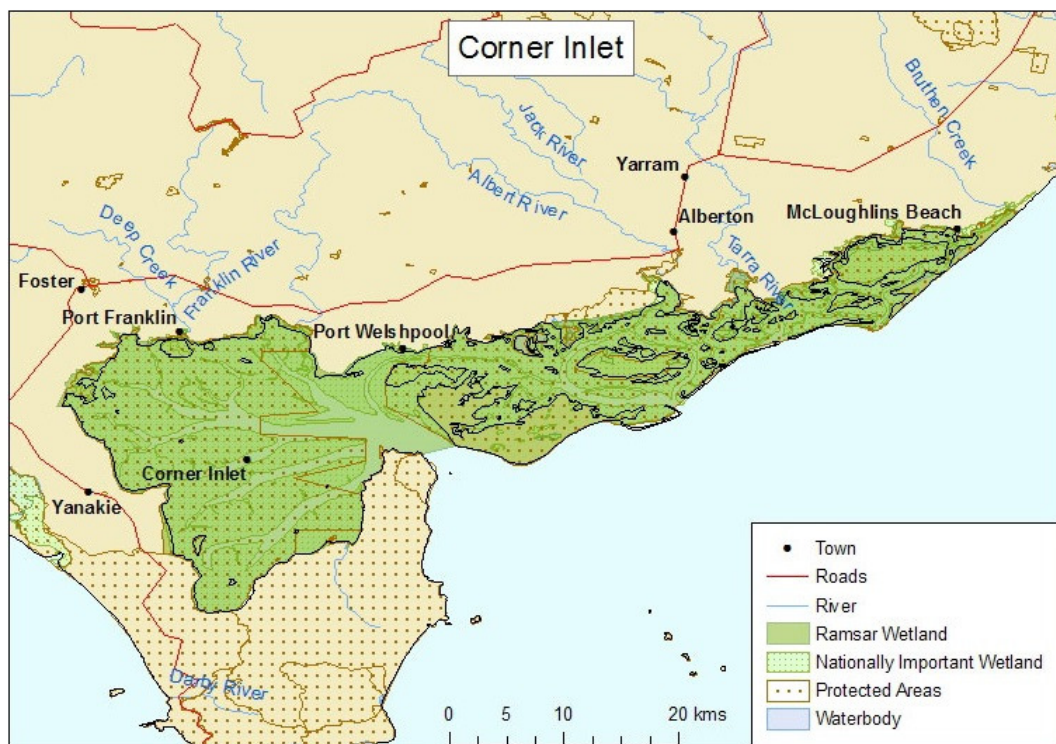 Corner Inlet
Bruthen Creek
Jack River
Yarram
Albert River
Alberton
McLoughlins Beach
Deep Creek
Franklin River
Tarra River
Foster
Port Franklin
Port Welshpool
Corner Inlet
Yanakie
Darby River
Town
Roads
River
Ramsar Wetland
Nationally Important Wetland
Protected Areas
Waterbody
0 5 10 20 kms